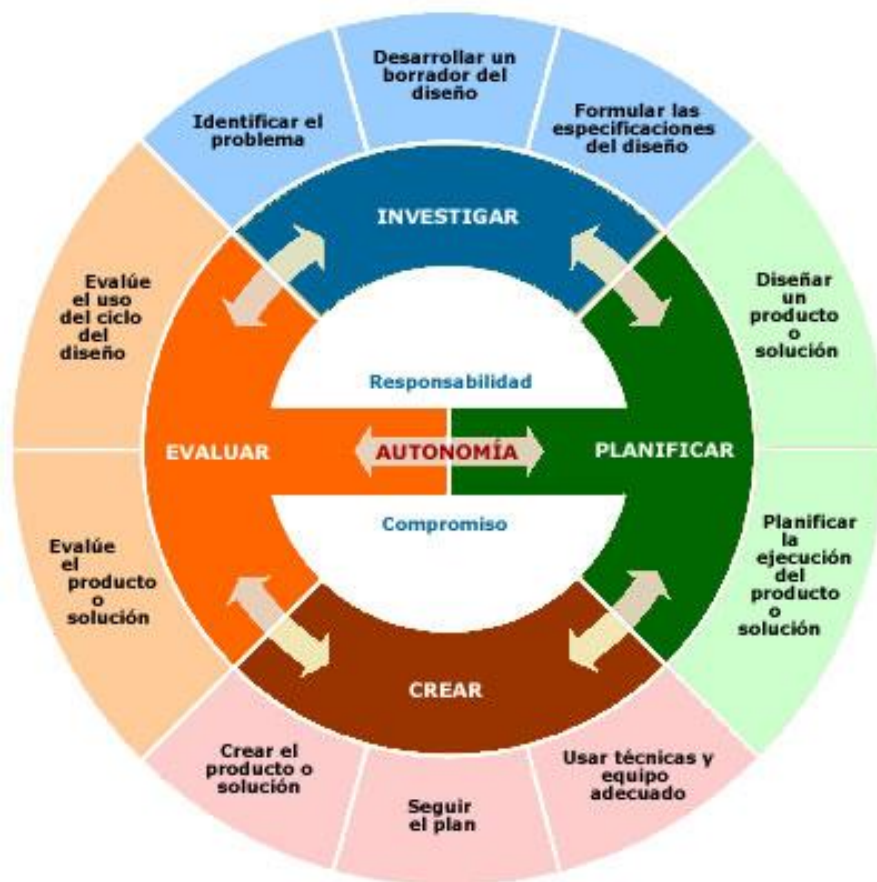 Desarrollar un
borrador del
diseño
Identificar el
problema
Formular las
especificaciones
del diseño
INVESTIGAR
Evalúe
el uso
del ciclo
del
diseño
Diseñar
un
producto
o
solución
Responsabilidad
EVALUAR
AUTONOMÍA
PLANIFICAR
Compromiso
Evalúe
el
producto
o
solución
Planificar
la
ejecución
del
producto
o
solución
CREAR
Crear el
producto o
solución
Seguir
el plan
Usar técnicas y
equipo
adecuado